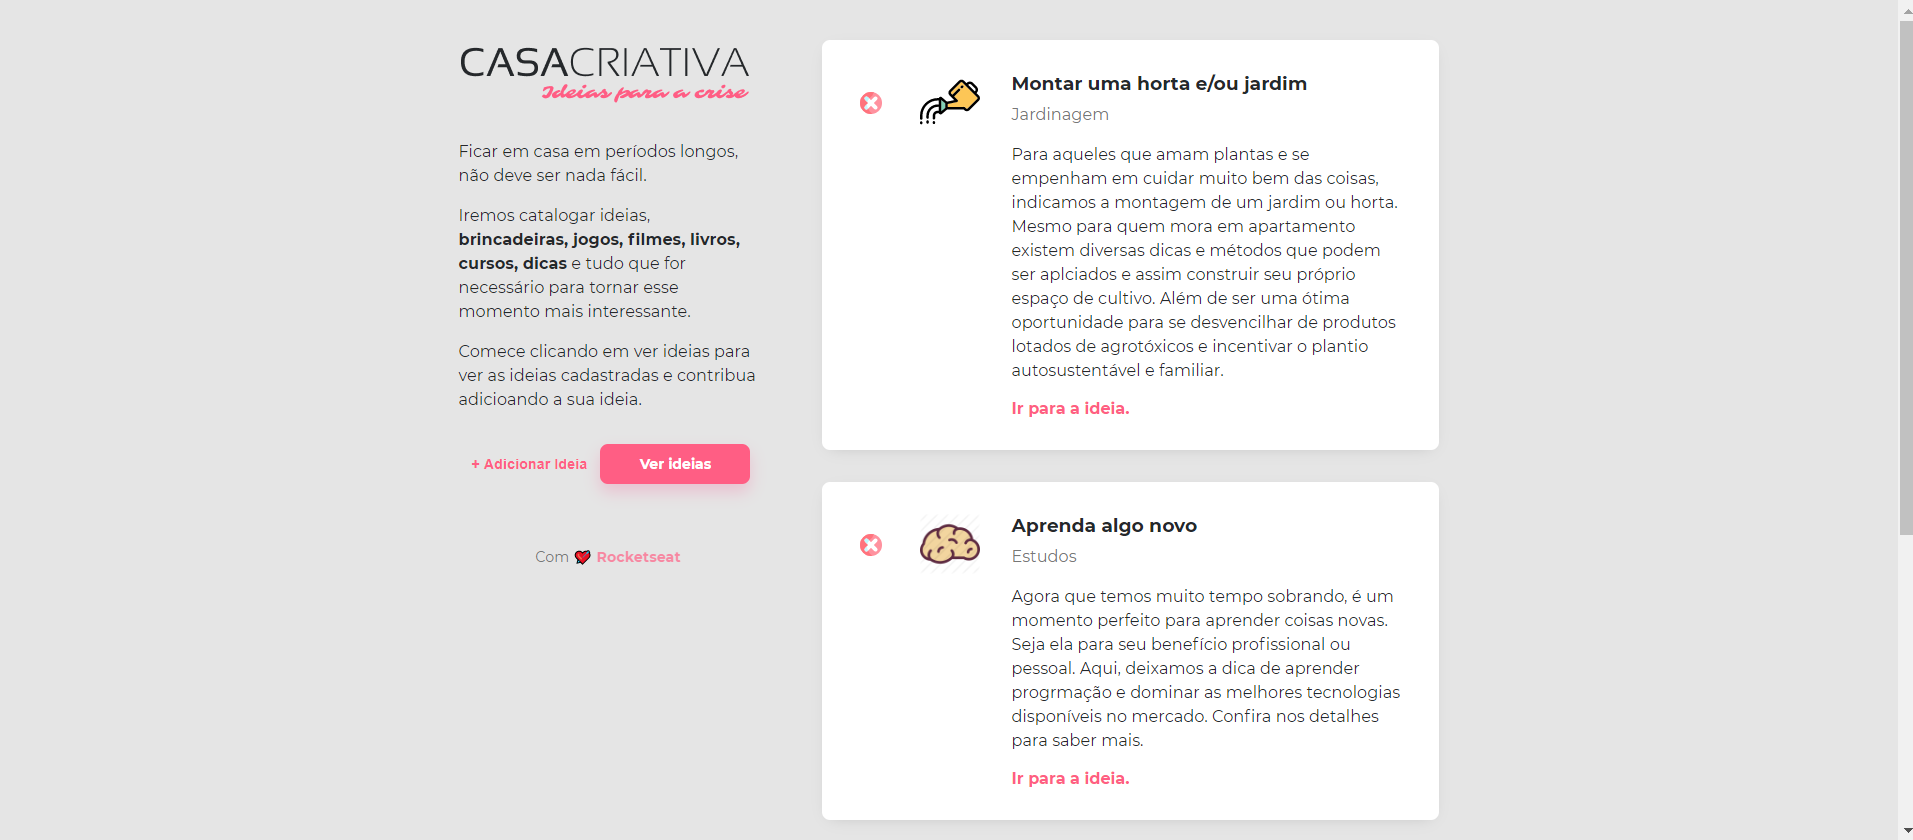 CASACRIATIVA
Ideias para a crise
Ficar em casa em períodos longos,
não deve ser nada fácil.
Iremos catalogar ideias,
brincadeiras, jogos, filmes, livros,
cursos, dicas e tudo que for
necessário para tornar esse
momento mais interessante.
Comece clicando em ver ideias para
ver as ideias cadastradas e contribua
adicioando a sua ideia.
+ Adicionar Ideia
Ver ideias
Com Rocketseat
Montar uma horta e/ou jardim
Jardinagem
Para aqueles que amam plantas e se
empenham em cuidar muito bem das coisas,
indicamos a montagem de um jardim ou horta.
Mesmo para quem mora em apartamento
existem diversas dicas e métodos que podem
ser aplciados e assim construir seu próprio
espaço de cultivo. Além de ser uma ótima
oportunidade para se desvencilhar de produtos
lotados de agrotóxicos e incentivar o plantio
autosustentável e familiar.
Ir para a ideia.
Aprenda algo novo
Estudos
Agora que temos muito tempo sobrando, é um
momento perfeito para aprender coisas novas.
Seja ela para seu benefício profissional ou
pessoal. Aqui, deixamos a dica de aprender
progrmação e dominar as melhores tecnologias
disponíveis no mercado. Confira nos detalhes
para saber mais.
Ir para a ideia.